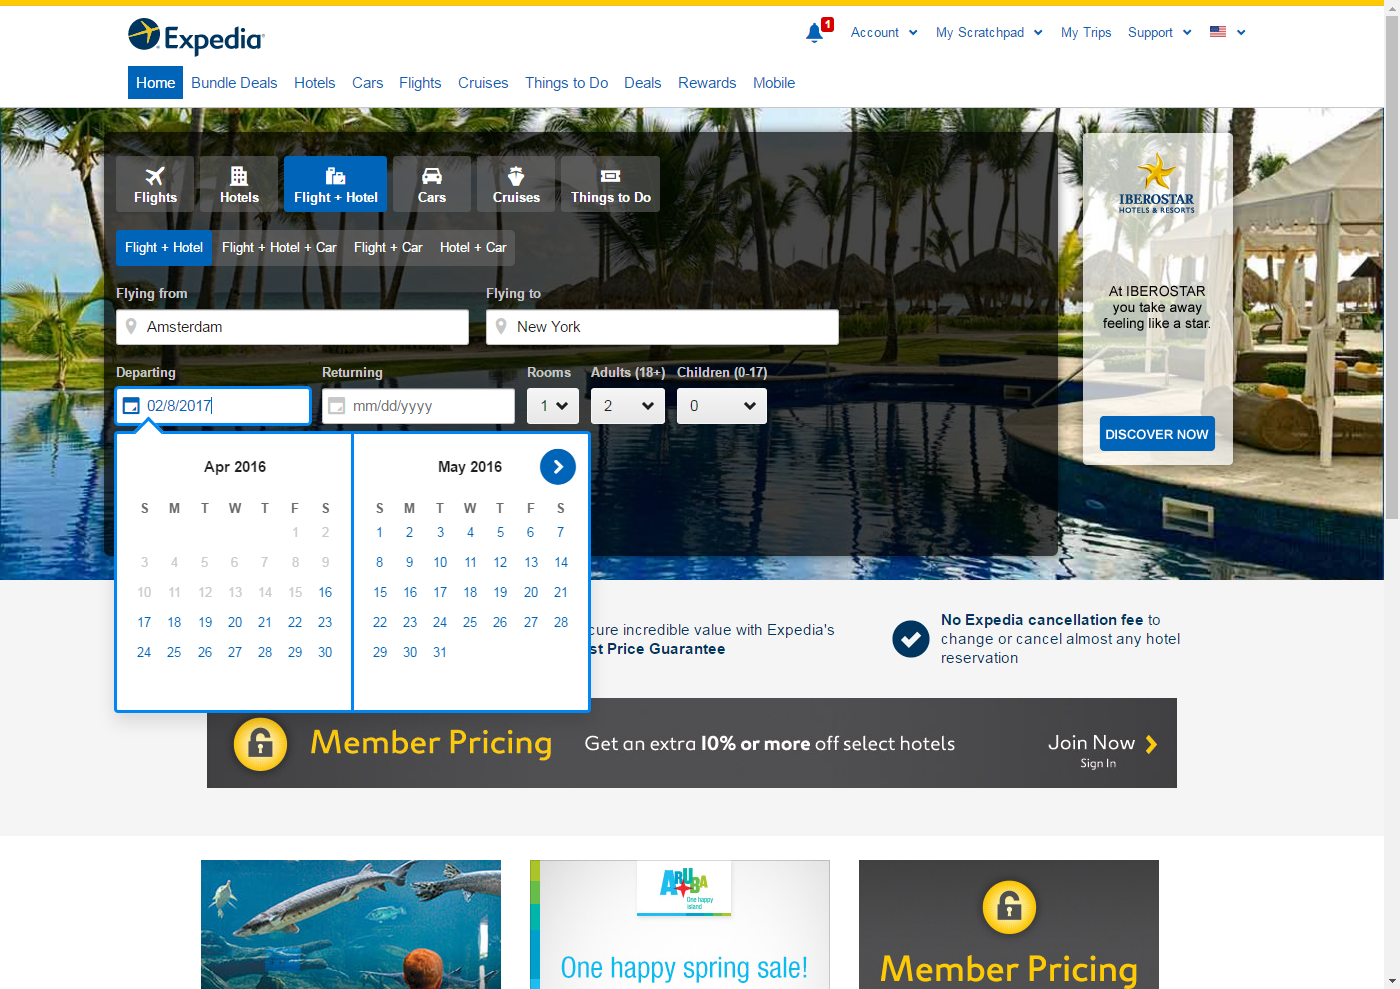 Expedia
1
Account
My Scratchpad
My Trips
Support
Home
Bundle Deals
Hotels
Cars
Flights
Cruises
Things to Do
Deals
Rewards
Mobile
Flights
Hotels
Flight + Hotel
Cars
Cruises
Things to Do
Flight + Hotel
Flight + Hotel + Car
Flight + Car
Hotel + Car
Flying from
Flying to
Amsterdam
New York
Departing
Returning
Rooms
Adults (18+)
Children (0-17)
02/8/2017
mm/dd/yyyy
1
2
0
Apr 2016
S M T W T F S
1 2
3 4 5 6 7 8 9
10 11 12 13 14 15 16
17 18 19 20 21 22 23
24 25 26 27 28 29 30
May 2016
S M T W T F S
1 2 3 4 5 6 7
8 9 10 11 12 13 14
15 16 17 18 19 20 21
22 23 24 25 26 27 28
29 30 31
IBEROSTAR
HOTELS & RESORTS
At IBEROSTAR
you take away
feeling like a star.
DISCOVER NOW
cure incredible value with Expedia's
st Price Guarantee
No Expedia cancellation fee to
change or cancel almost any hotel
reservation
Member Pricing
Get an extra 10% or more off select hotels
Join Now
Sign In
ARUBA
One happy
island
One happy spring sale!
Member Pricing